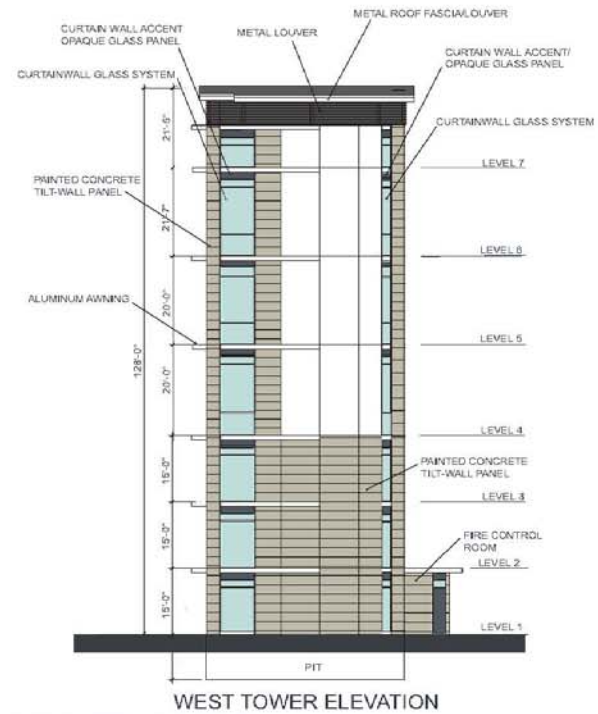 METAL ROOF FASCIA/LOUVER
CURTAIN WALL ACCENT
OPAQUE GLASS PANEL
METAL LOUVER
CURTAIN WALL ACCENT/
OPAQUE GLASS PANEL
CURTAINWALL GLASS SYSTEM
CURTAINWALL GLASS SYSTEM
21'-5"
LEVEL 7
PAINTED CONCRETE
TILT-WALL PANEL
21'-7"
LEVEL 6
ALUMINUM AWNING
20'-0"
LEVEL 5
128'-0"
20'-0"
LEVEL 4
PAINTED CONCRETE
TILT-WALL PANEL
15'-0"
LEVEL 3
FIRE CONTROL
ROOM
15'-0"
LEVEL 2
15'-0"
LEVEL 1
PIT
WEST TOWER ELEVATION